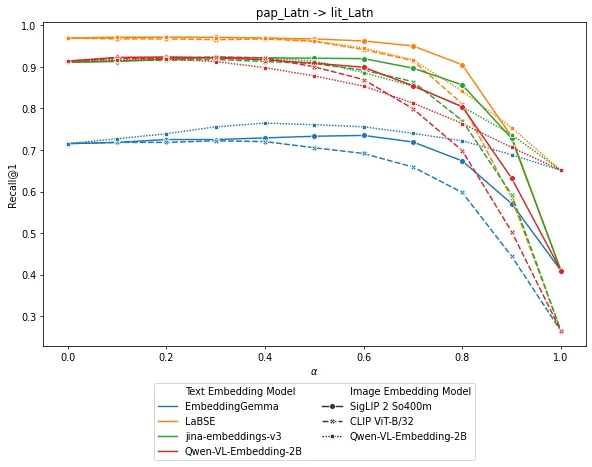 pap_Latn -> lit_Latn
1.0
0.9
0.8
0.7
0.6
0.5
0.4
0.3
Recall@1
0.0 0.2 0.4 0.6 0.8 1.0
α
Text Embedding Model Image Embedding Model
EmbeddingGemma SigLIP 2 So400m
LaBSE CLIP ViT-B/32
jina-embeddings-v3 Qwen-VL-Embedding-2B
Qwen-VL-Embedding-2B